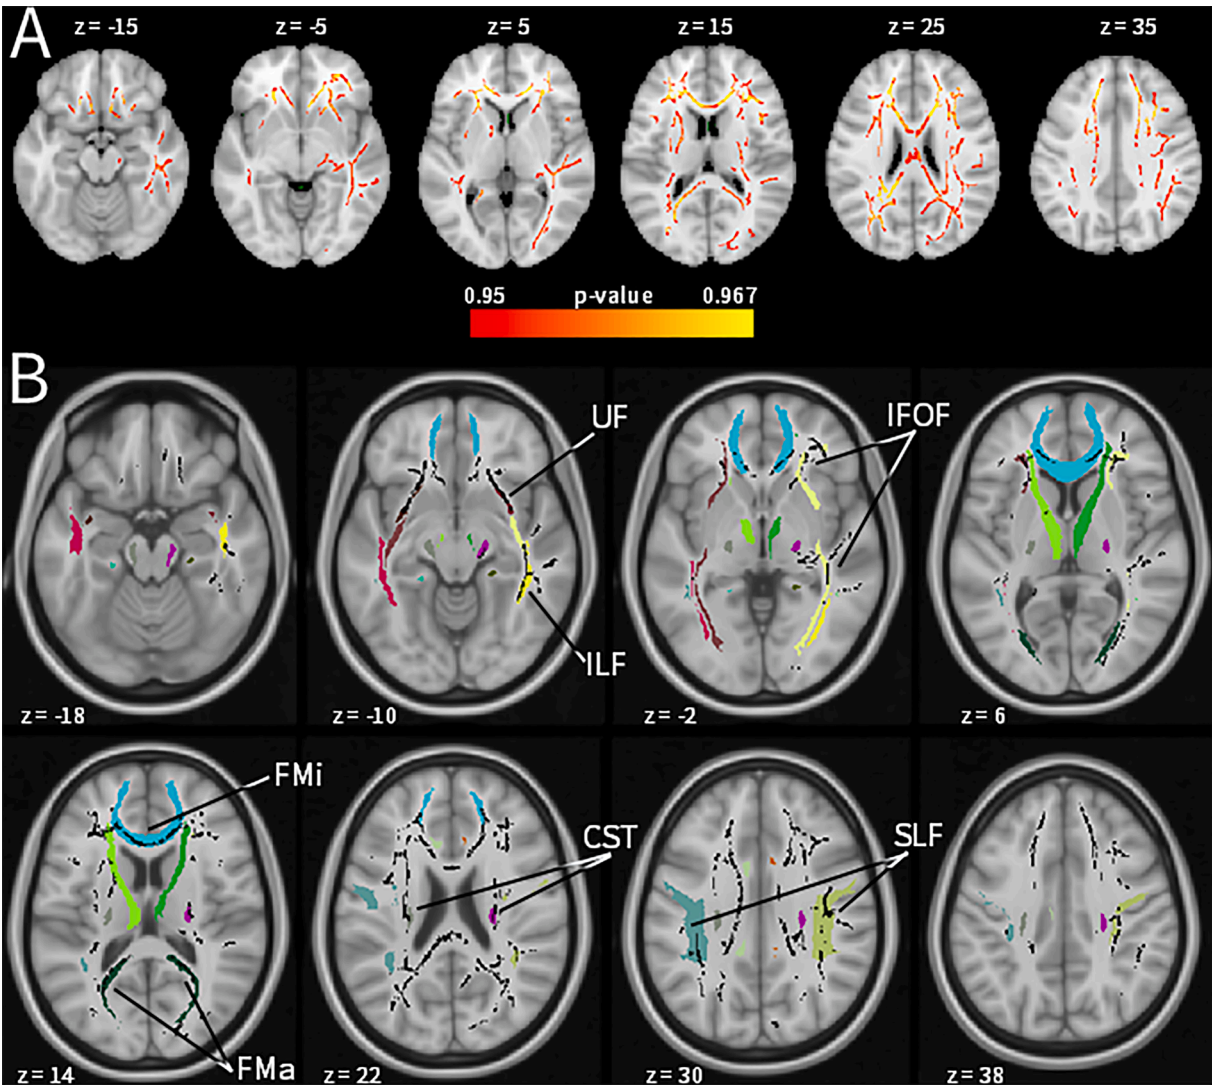 A
z = -15
z = -5
z = 5
z = 15
z = 25
z = 35
0.95
p-value
0.967
B
UF
IFOF
ILF
z = -18
z = -10
z = -2
z = 6
FMi
CST
SLF
FMa
z = 14
z = 22
z = 30
z = 38